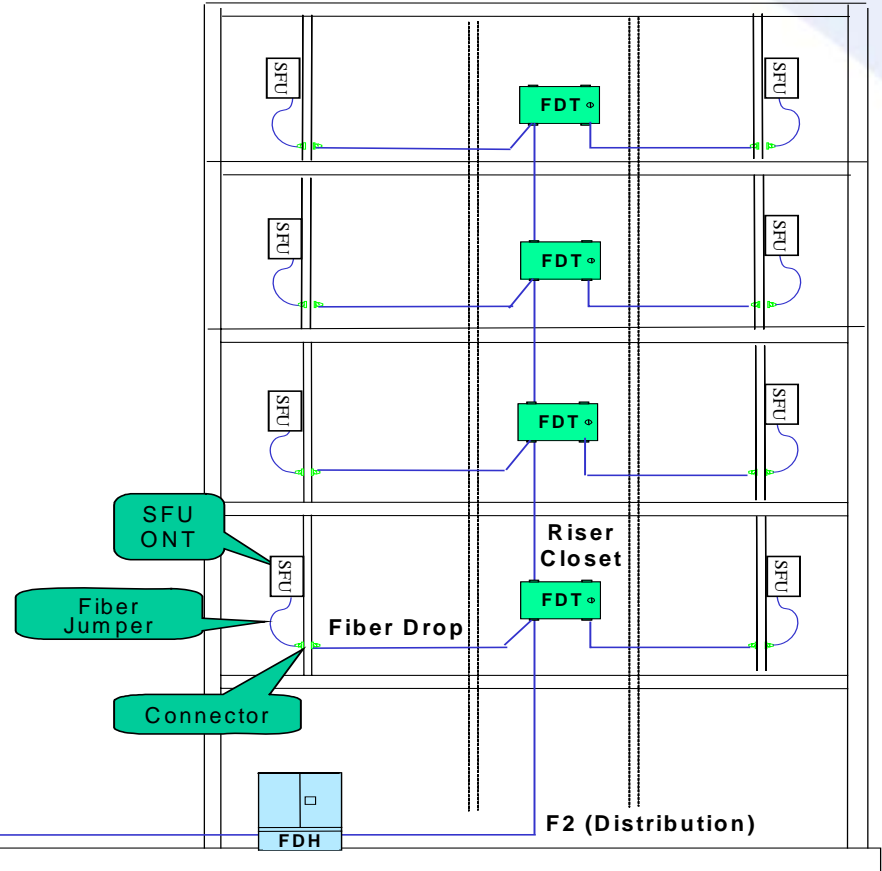 SFU
FDT
SFU
SFU
FDT
SFU
SFU
FDT
SFU
SFU
ONT
Riser
Closet
SFU
FDT
SFU
Fiber
Jumper
Fiber Drop
Connector
F2 (Distribution)
FDH